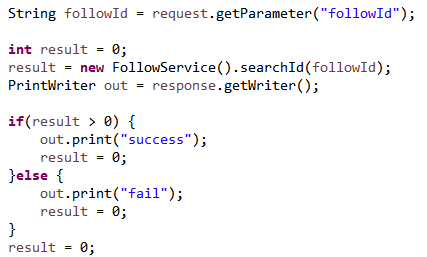 String followId = request.getParameter("followId");

int result = 0;
result = new FollowService().searchId(followId);
PrintWriter out = response.getWriter();

if(result > 0) {
    out.print("success");
    result = 0;
}else {
    out.print("fail");
    result = 0;
}
result = 0;